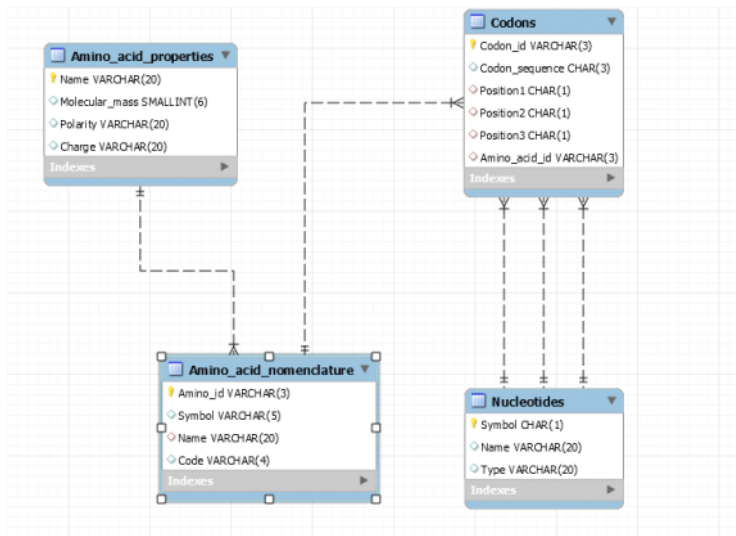 Amino_acid_properties
Name VARCHAR(20)
Molecular_mass SMALLINT(6)
Polarity VARCHAR(20)
Charge VARCHAR(20)
Indexes
Codons
Codon_id VARCHAR(3)
Codon_sequence CHAR(3)
Position1 CHAR(1)
Position2 CHAR(1)
Position3 CHAR(1)
Amino_acid_id VARCHAR(3)
Indexes
Amino_acid_nomenclature
Amino_id VARCHAR(3)
Symbol VARCHAR(5)
Name VARCHAR(20)
Code VARCHAR(4)
Indexes
Nucleotides
Symbol CHAR(1)
Name VARCHAR(20)
Type VARCHAR(20)
Indexes